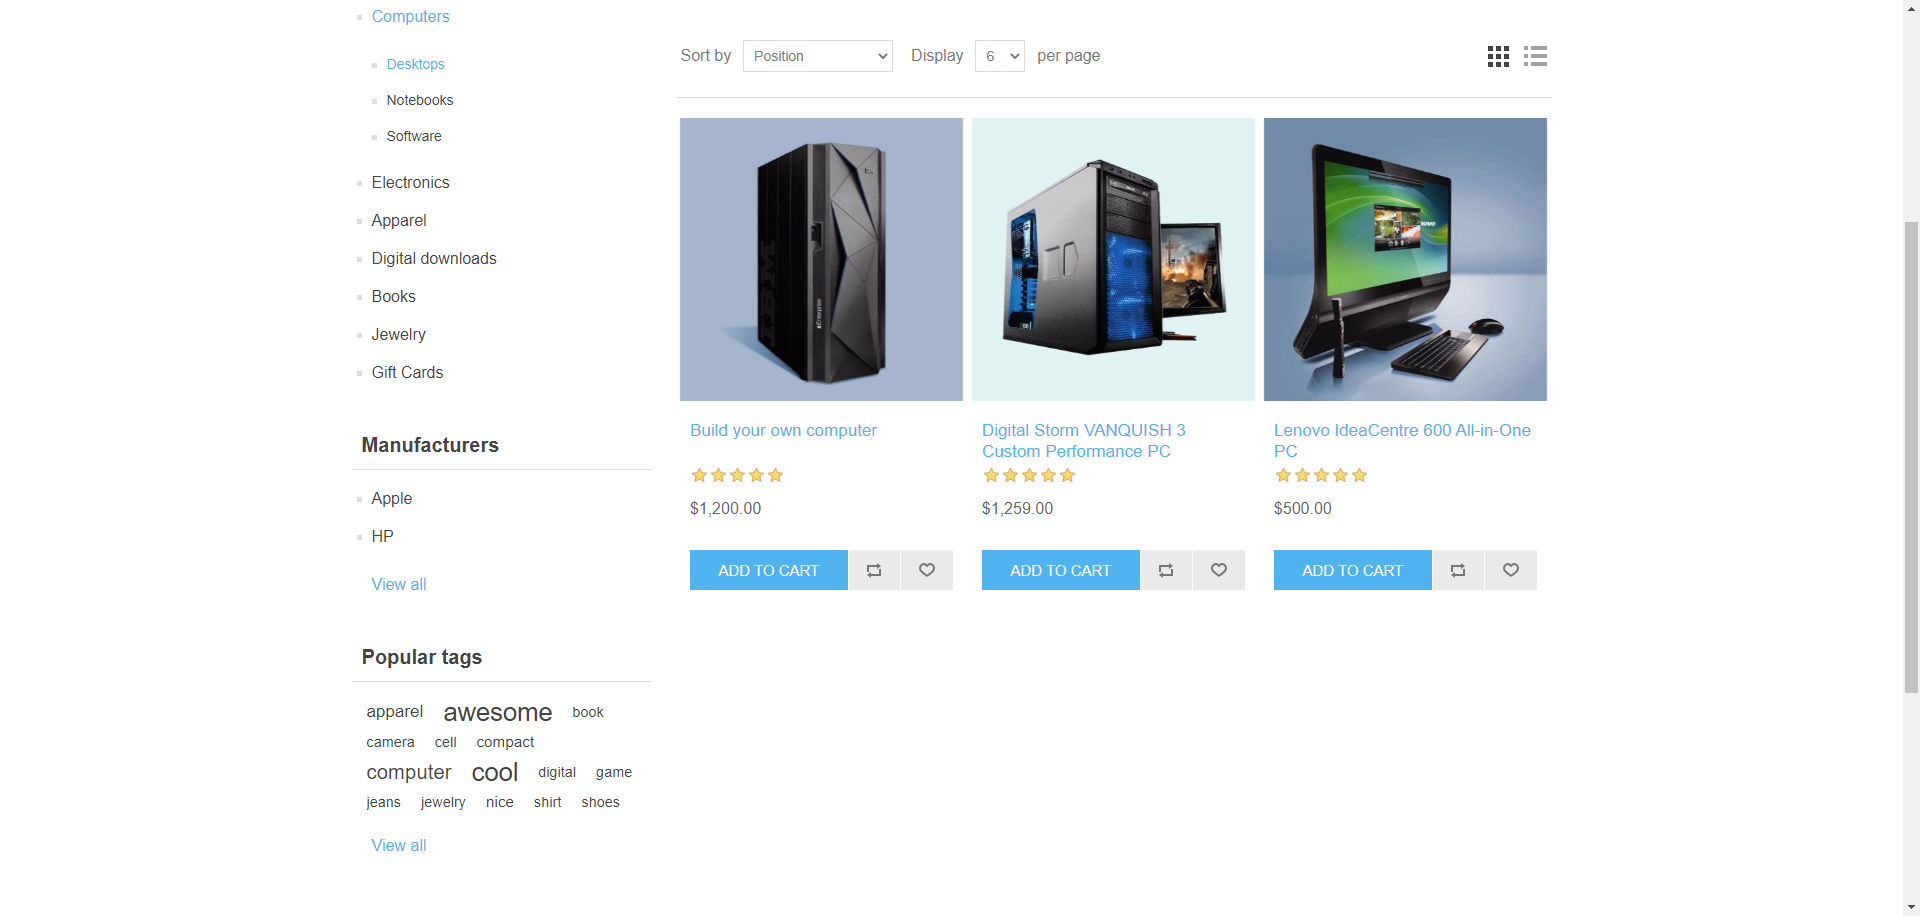 Computers
Desktops
Notebooks
Software
Electronics
Apparel
Digital downloads
Books
Jewelry
Gift Cards
Manufacturers
Apple
HP
View all
Popular tags
apparel awesome book
camera cell compact
computer cool digital game
jeans jewelry nice shirt shoes
View all
Sort by Position Display 6 per page
IBM
Build your own computer
$1,200.00
ADD TO CART
Digital Storm VANQUISH 3
Custom Performance PC
$1,259.00
ADD TO CART
Lenovo IdeaCentre 600 All-in-One
PC
$500.00
ADD TO CART